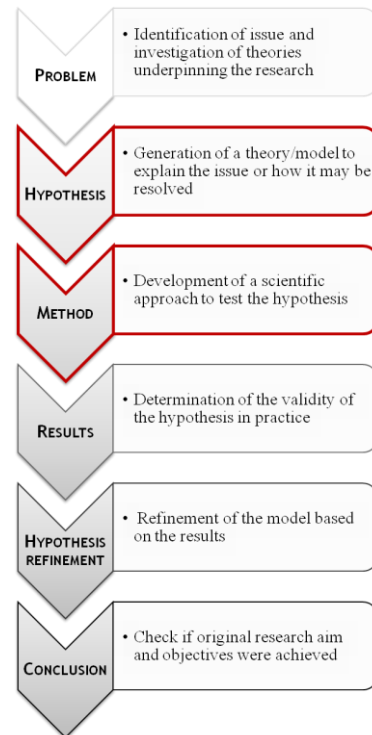 PROBLEM
• Identification of issue and
investigation of theories
underpinning the research
HYPOTHESIS
• Generation of a theory/model to
explain the issue or how it may be
resolved
METHOD
• Development of a scientific
approach to test the hypothesis
RESULTS
• Determination of the validity of
the hypothesis in practice
HYPOTHESIS
REFINEMENT
• Refinement of the model based
on the results
CONCLUSION
• Check if original research aim
and objectives were achieved